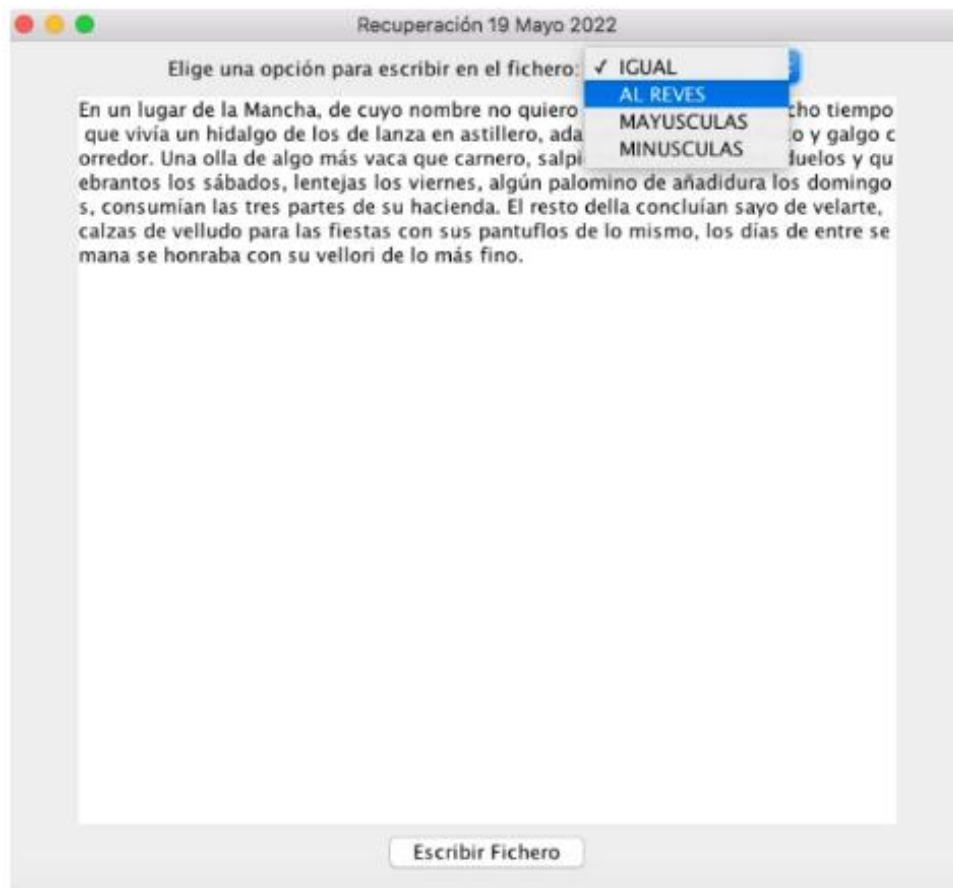 Recuperación 19 Mayo 2022
Elige una opción para escribir en el fichero: ✓ IGUAL
AL REVES
MAYUSCULAS
MINUSCULAS
En un lugar de la Mancha, de cuyo nombre no quiero cho tiempo
que vivía un hidalgo de los de lanza en astillero, ada o y galgo c
orredor. Una olla de algo más vaca que carnero, salpi duelos y qu
ebrantos los sábados, lentejas los viernes, algún palomino de añadidura los domingo
s, consumían las tres partes de su hacienda. El resto della concluían sayo de velarte,
calzas de velludo para las fiestas con sus pantuflos de lo mismo, los días de entre se
mana se honraba con su vellori de lo más fino.
Escribir Fichero